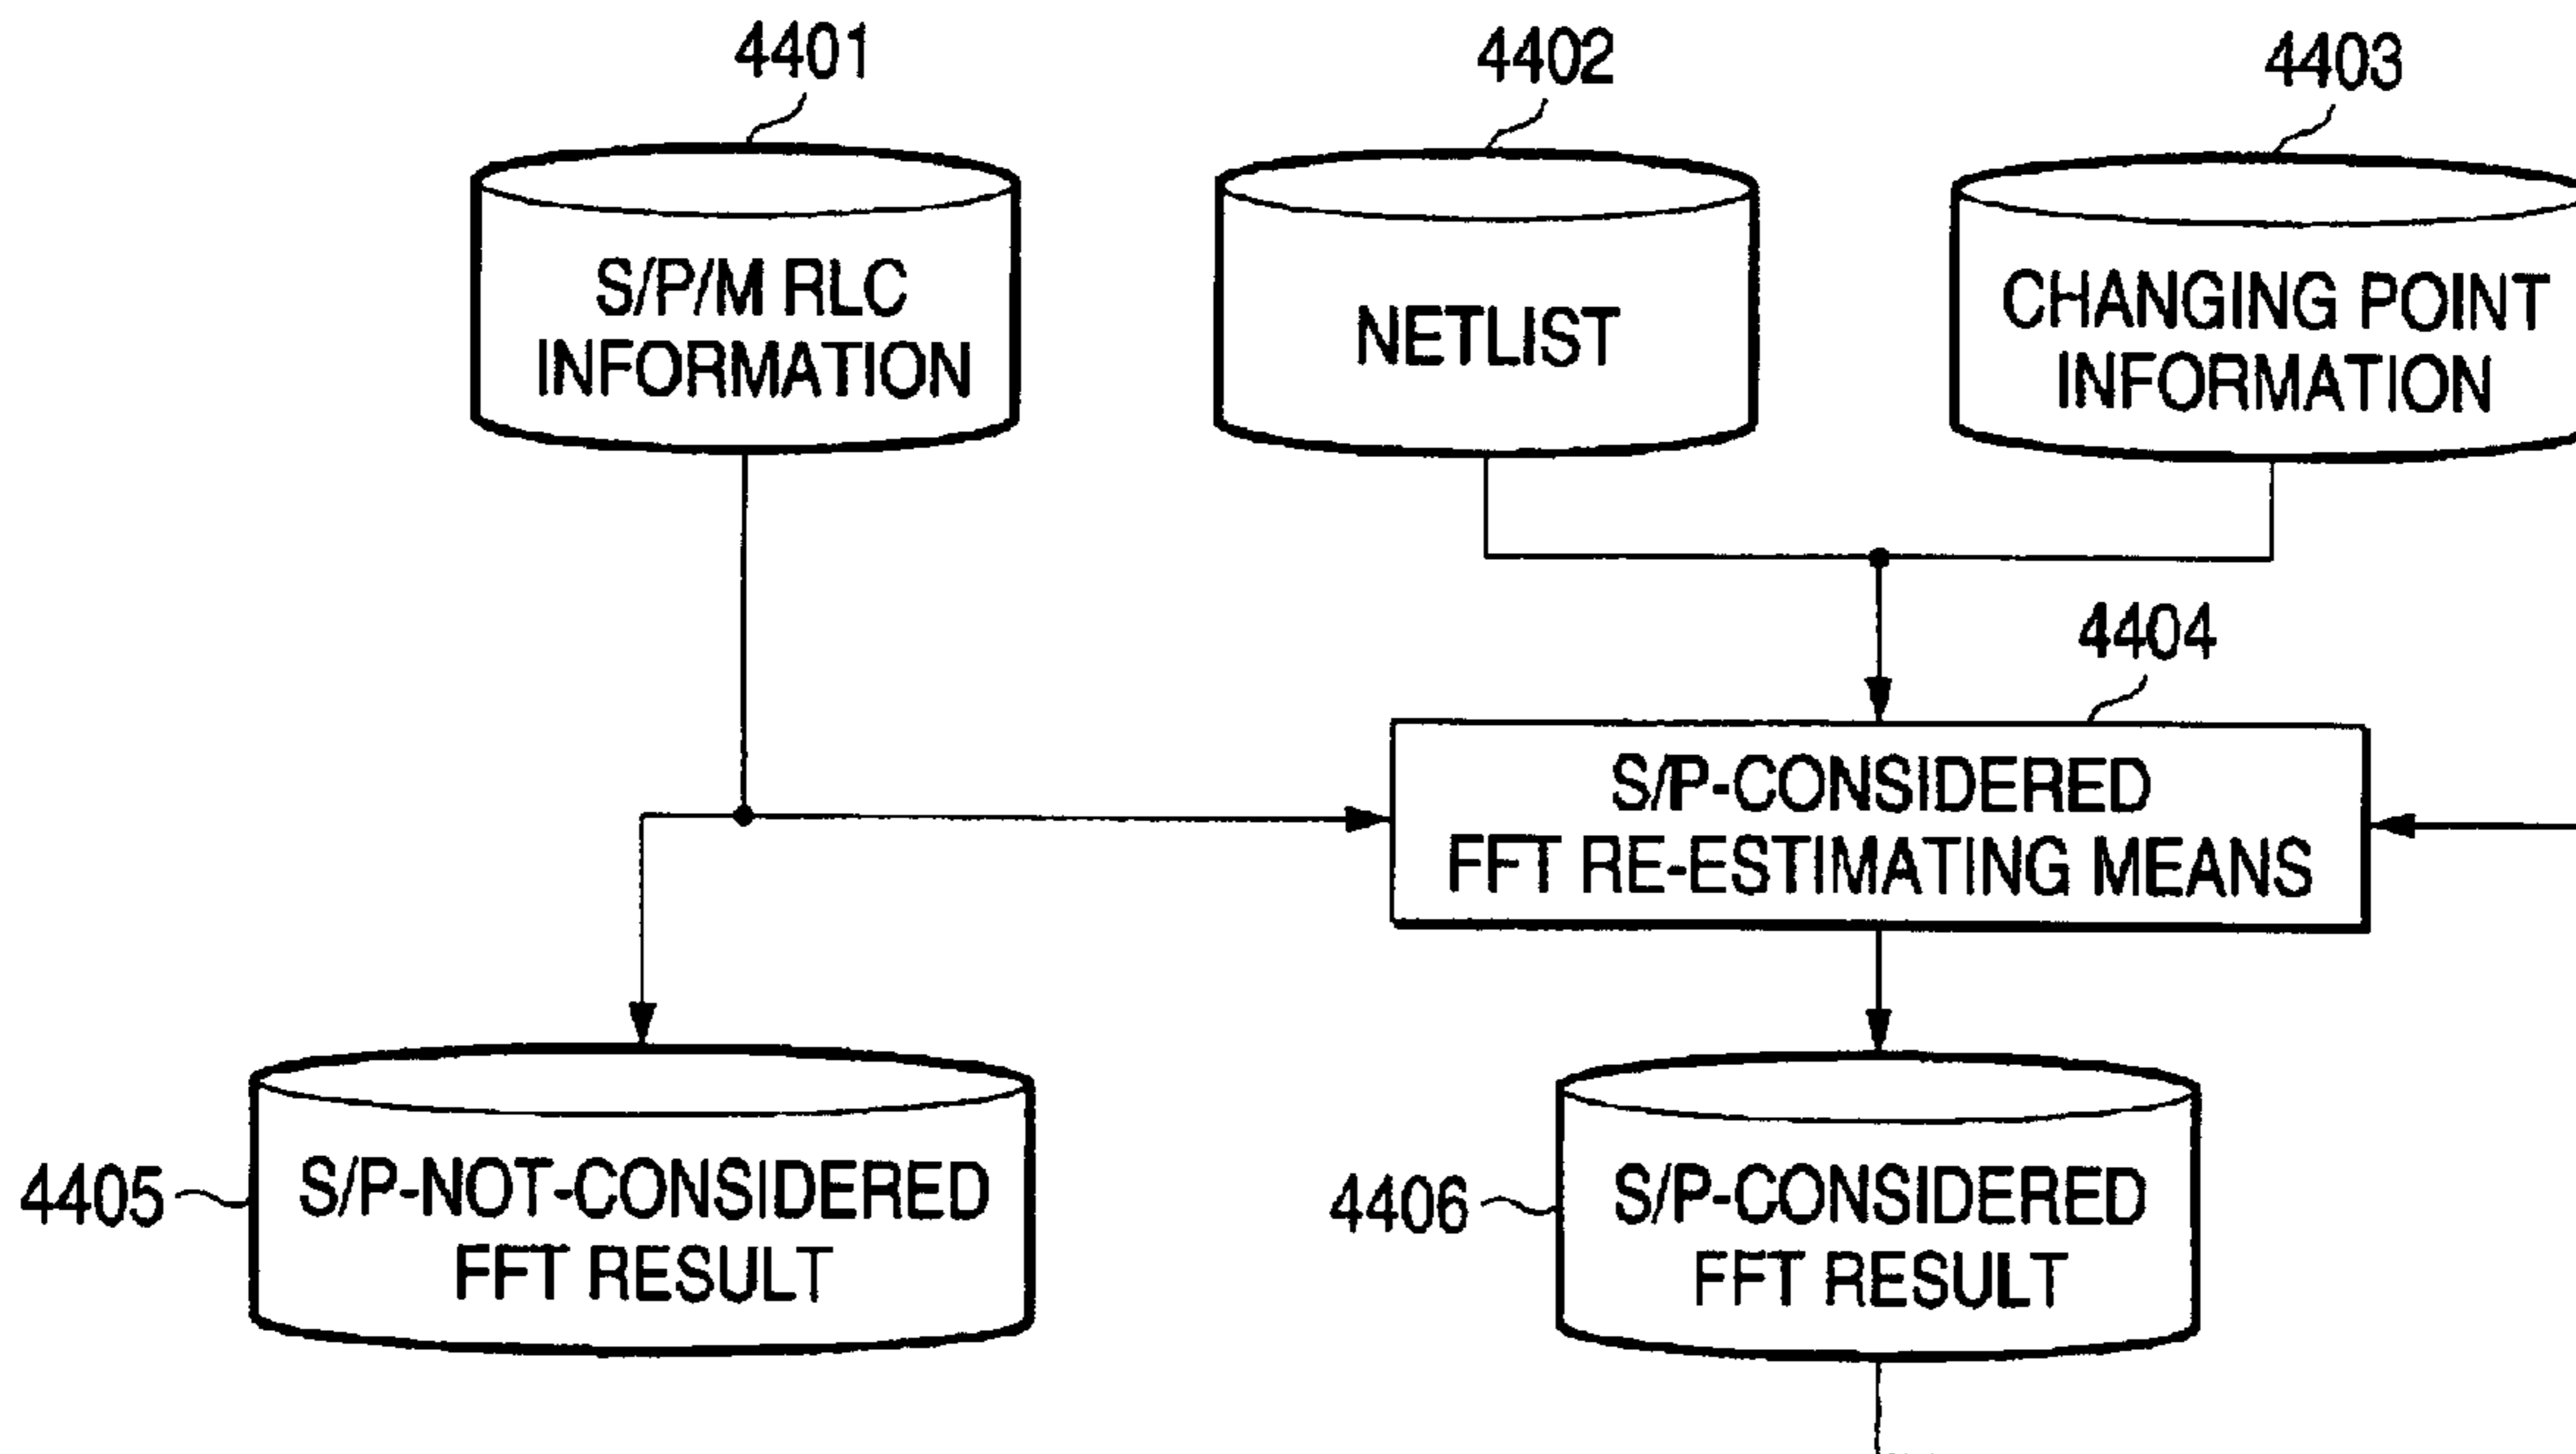 4401
4402
4403
S/P/M RLC
INFORMATION
NETLIST
CHANGING POINT
INFORMATION
4404
S/P-CONSIDERED
FFT RE-ESTIMATING MEANS
4405
S/P-NOT-CONSIDERED
FFT RESULT
4406
S/P-CONSIDERED
FFT RESULT